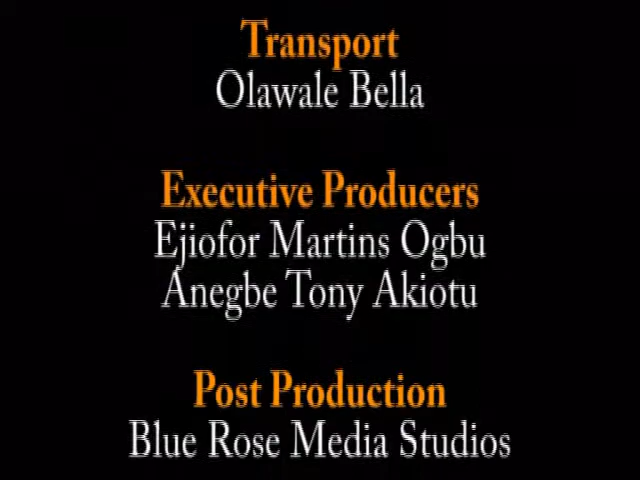 Transport
Olawale Bella
Executive Producers
Ejiofor Martins Ogbu
Anegbe Tony Akiotu
Post Production
Blue Rose Media Studios